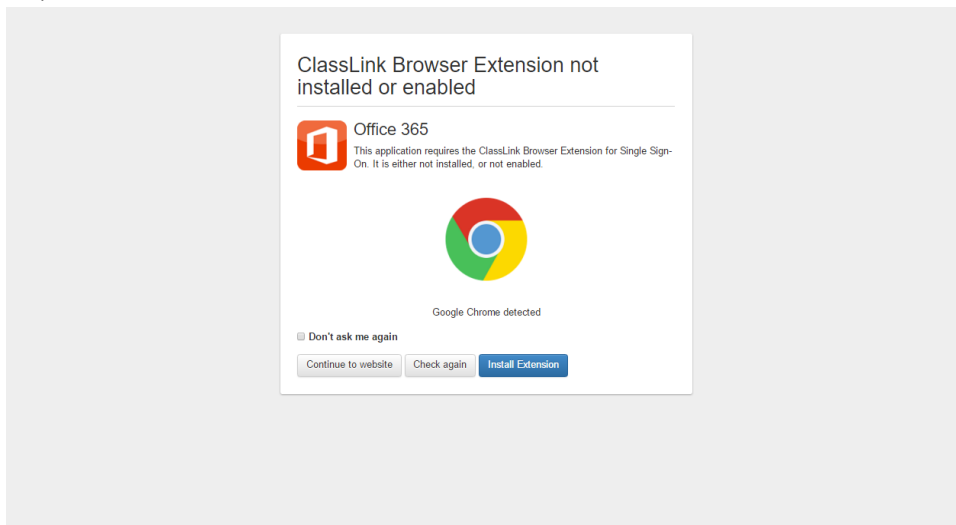 ClassLink Browser Extension not
installed or enabled
Office 365
This application requires the ClassLink Browser Extension for Single Sign-
On. It is either not installed, or not enabled.
Google Chrome detected
Don't ask me again
Continue to website Check again Install Extension